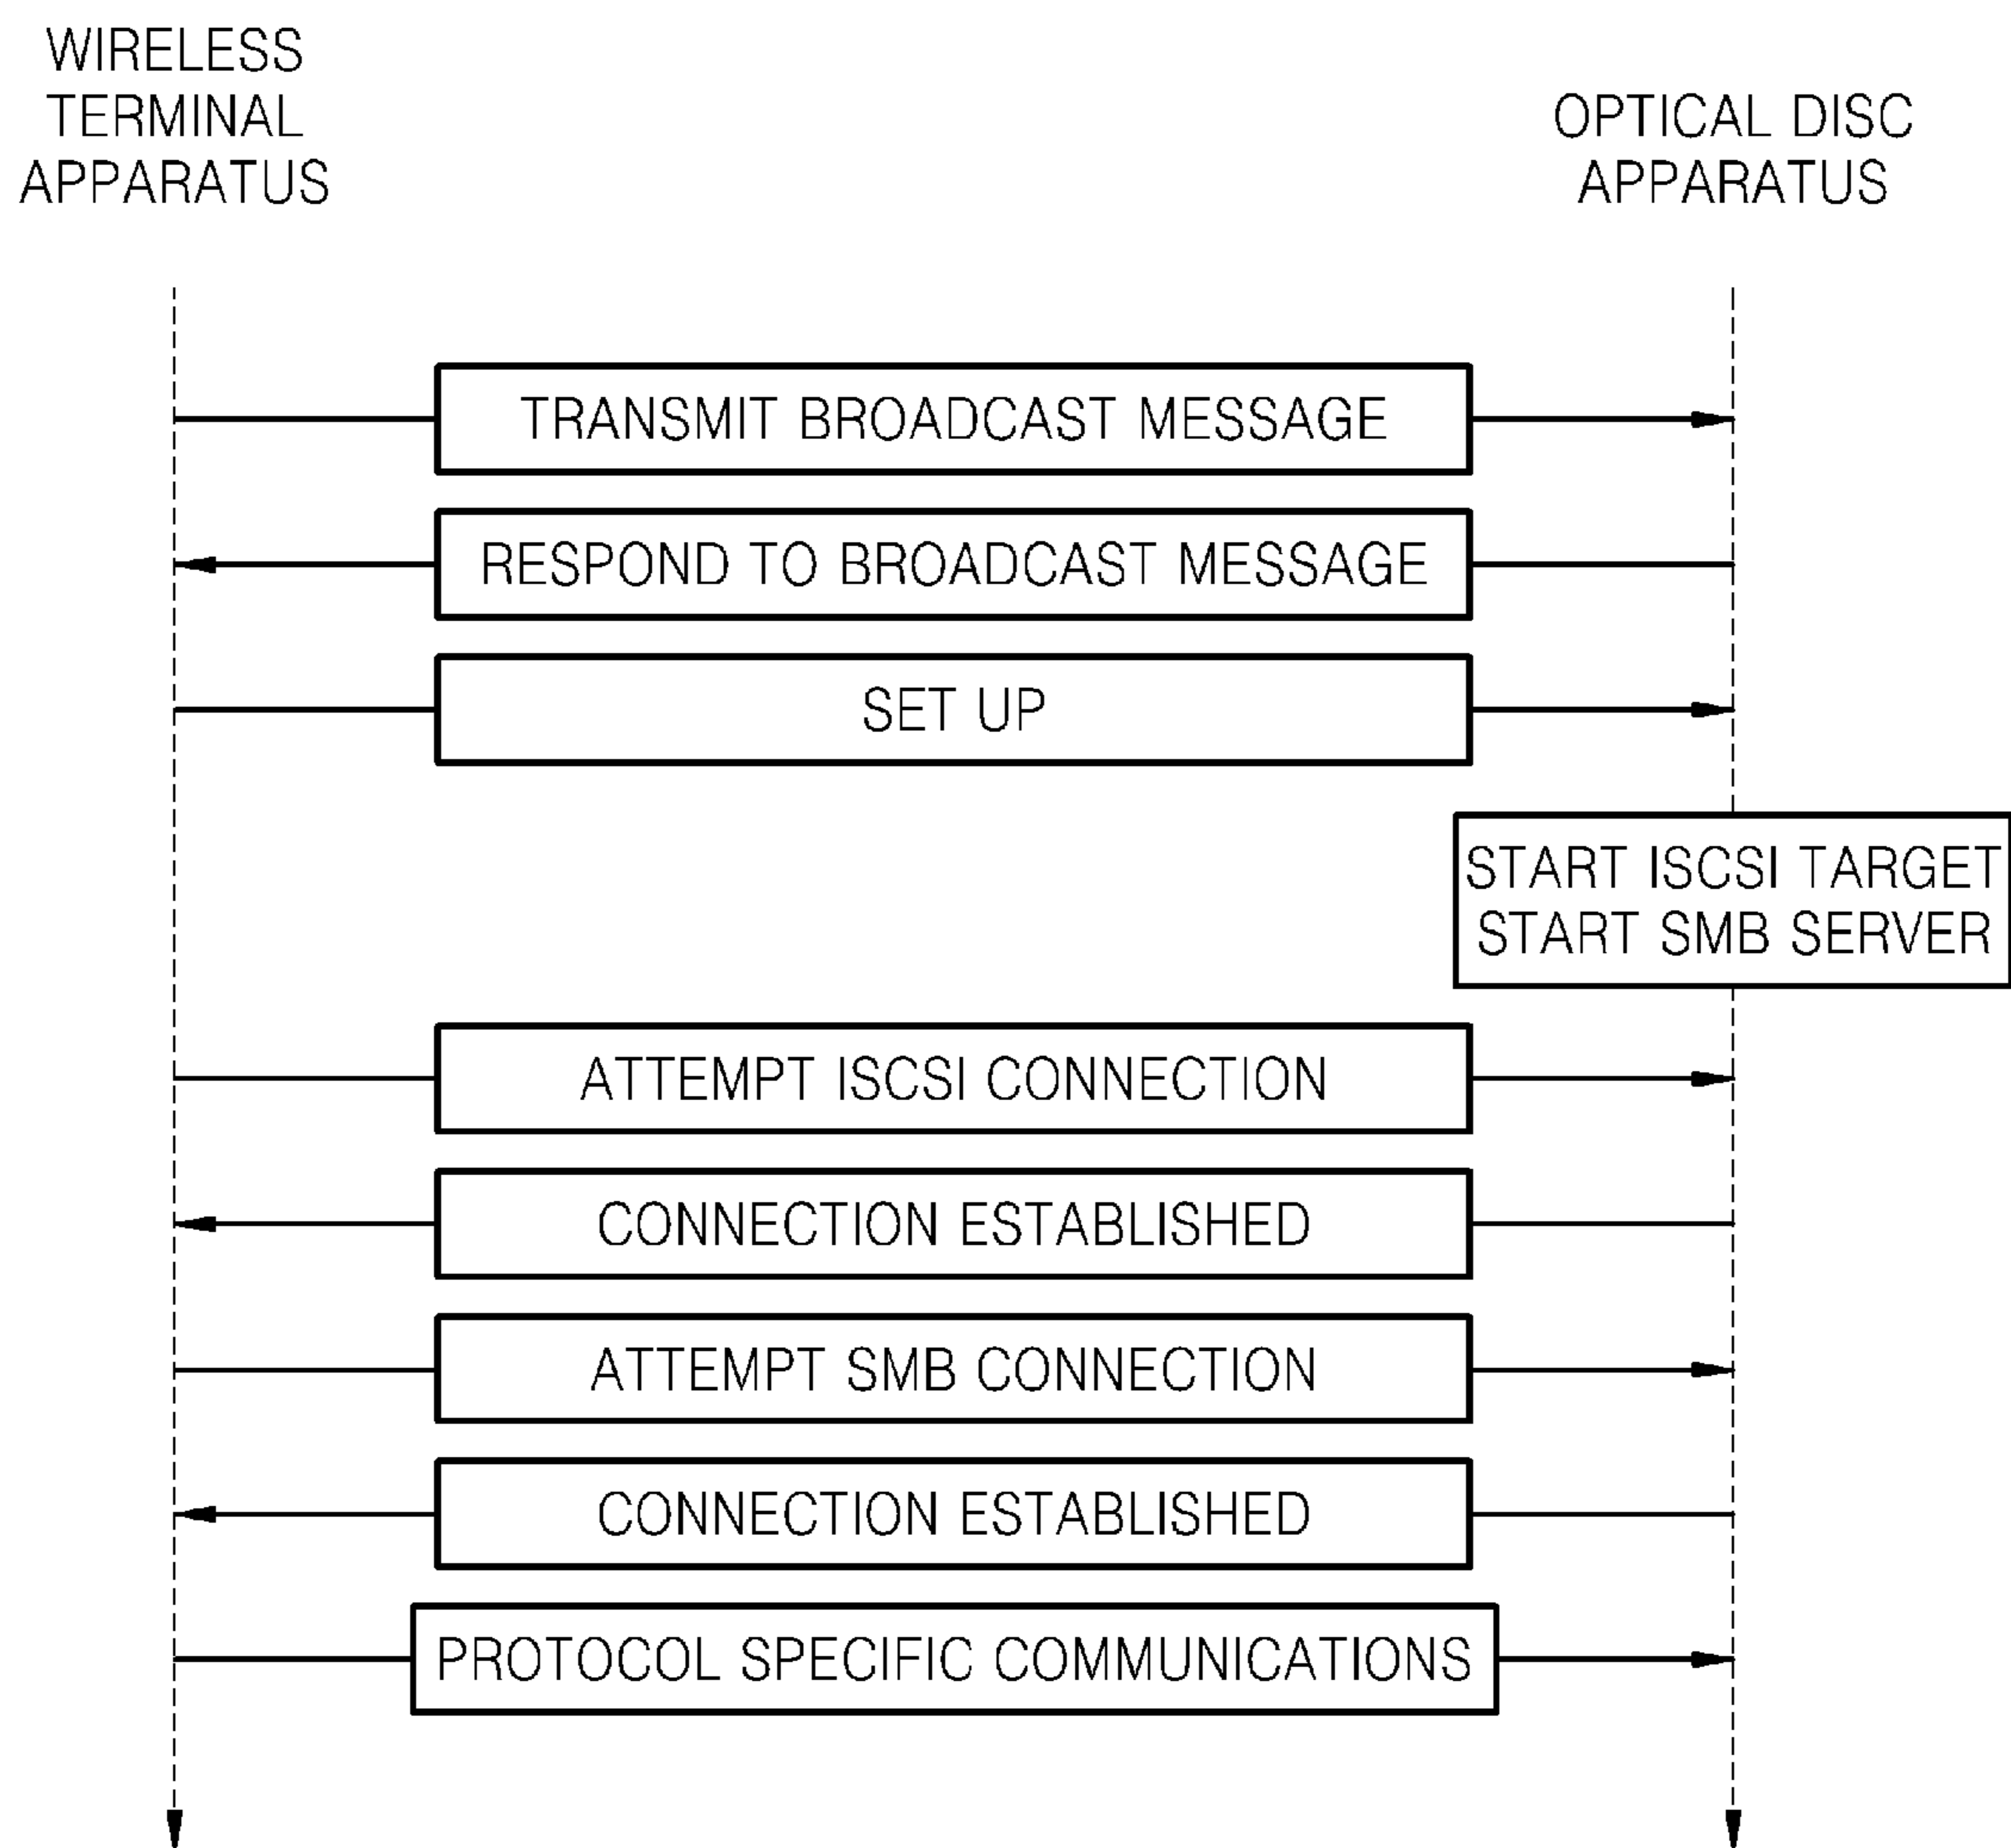 WIRELESS
TERMINAL
APPARATUS
OPTICAL DISC
APPARATUS
TRANSMIT BROADCAST MESSAGE
RESPOND TO BROADCAST MESSAGE
SET UP
START ISCSI TARGET
START SMB SERVER
ATTEMPT ISCSI CONNECTION
CONNECTION ESTABLISHED
ATTEMPT SMB CONNECTION
CONNECTION ESTABLISHED
PROTOCOL SPECIFIC COMMUNICATIONS